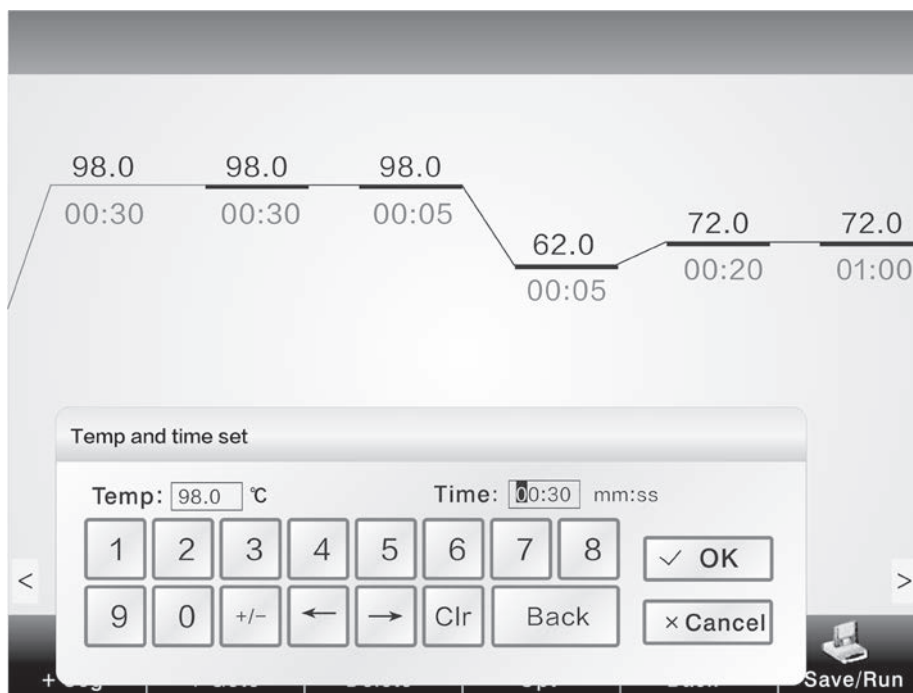 98.0 98.0 98.0
00:30 00:30 00:05
62.0 72.0 72.0
00:05 00:20 01:00
Temp and time set
Temp: 98.0 ℃ Time: 00:30 mm:ss
1 2 3 4 5 6 7 8
✓ OK
< >
9 0 +/- ← → Clr Back
× Cancel
Save/Run